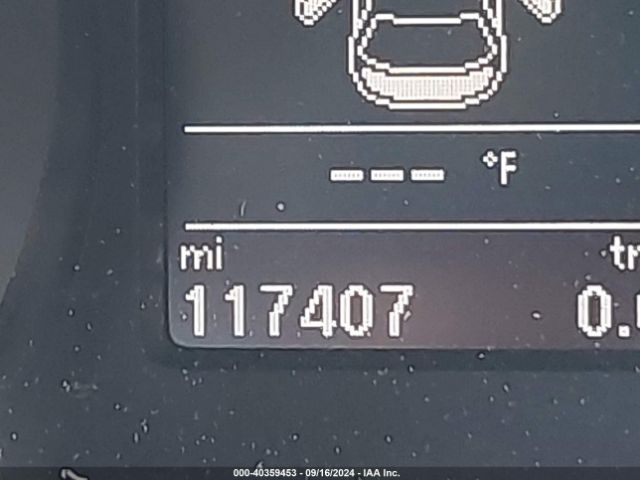 --- °F
mi
117407
000-40359453 - 09/16/2024 - IAA Inc.